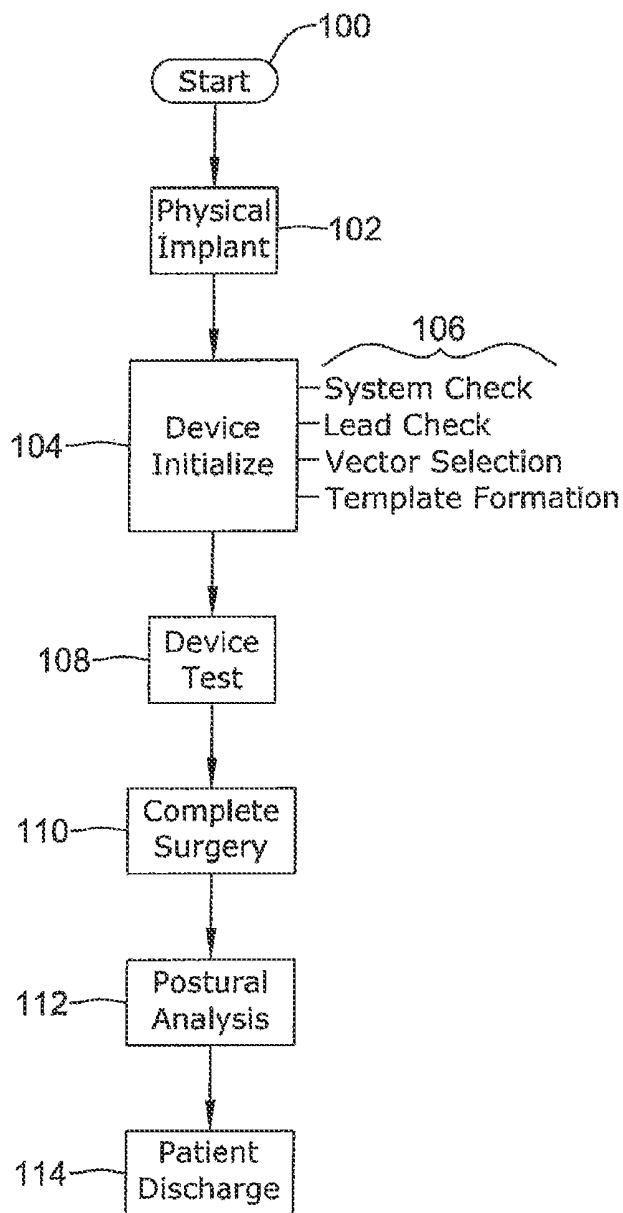 100
Start
Physical
Implant
102
106
System Check
Lead Check
Vector Selection
Template Formation
104
Device
Initialize
108
Device
Test
110
Complete
Surgery
112
Postural
Analysis
114
Patient
Discharge